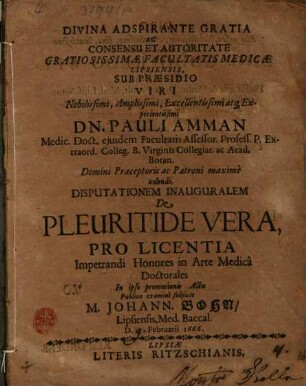 DIVINA ADSPIRANTE GRATIA
AC
CONSENSU ET AUTORITATE
GRATIOSISSIMÆ FACULTATIS MEDICÆ
LIPSIENSIS,
SUB PRÆSIDIO
VIRI
Nobilissimi, Amplissimi, Excellentissimi atq; Ex-
perientissimi
DN. PAULI AMMAN
Medic. Doct. ejusdem Facultatis Assessor. Profess. P. Ex-
traord. Colleg. B. Virginis Collegiat. ac Acad.
Botan.
Domini Præceptoris ac Patroni maximè
colendi,
DISPUTATIONEM INAUGURALEM
De
PLEURITIDE VERA,
PRO LICENTIA
Impetrandi Honores in Arte Medicâ
Doctorales
In ipso promotionis Actu
Publico examini subjicit
M. JOHANN. BOHN/
Lipsiensis, Med. Baccal.
D. Februarii 1666.
LIPSIÆ
LITERIS RITZSCHIANIS.